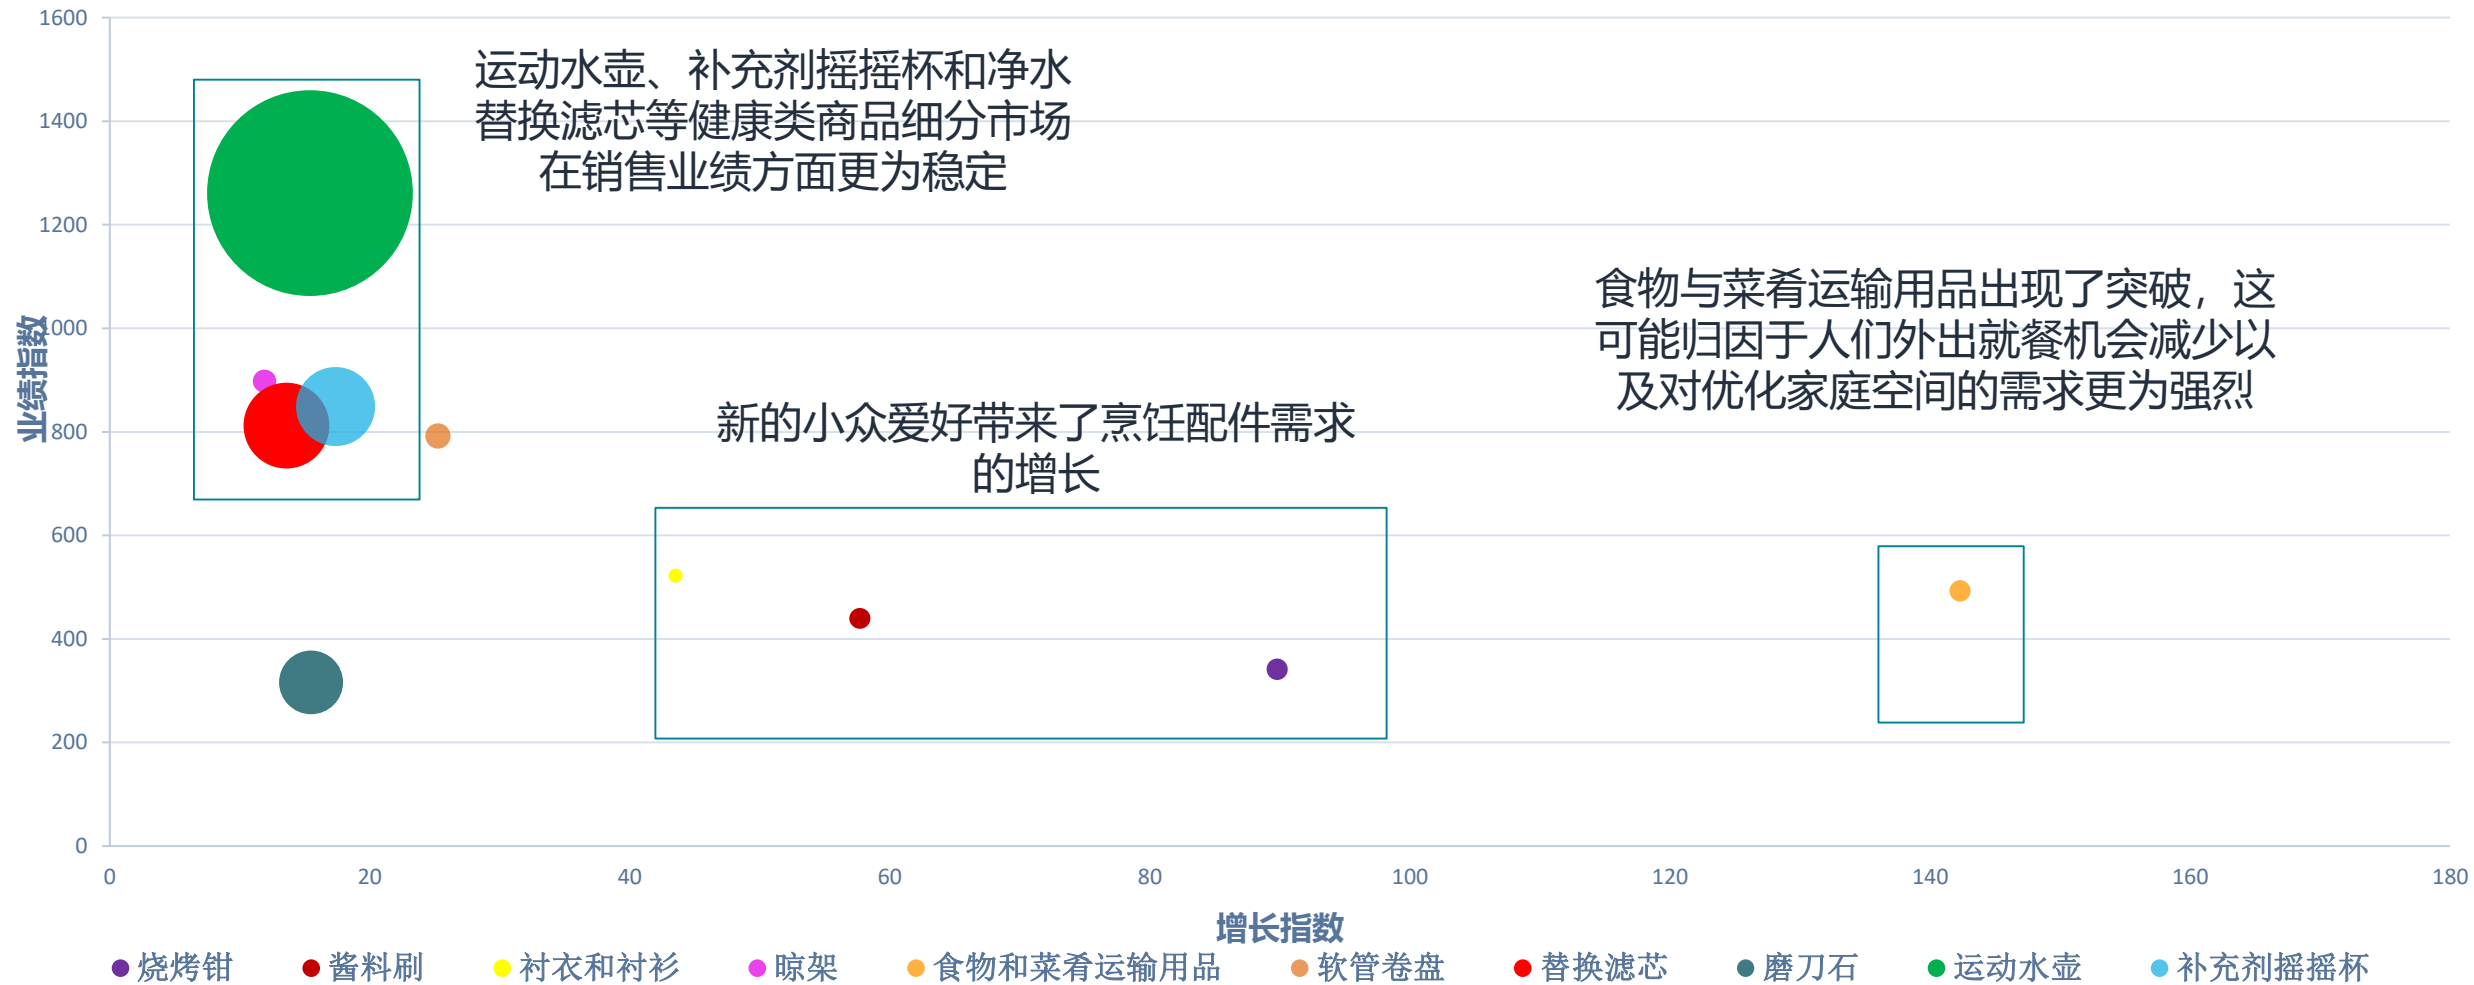 1600
运动水壶、补充剂摇摇杯和净水
替换滤芯等健康类商品细分市场
在销售业绩方面更为稳定
1400
1200
食物与菜肴运输用品出现了突破，这
可能归因于人们外出就餐机会减少以
及对优化家庭空间的需求更为强烈
1000
业绩指数
800
新的小众爱好带来了烹饪配件需求
的增长
600
400
200
0
0 20 40 60 80 100 120 140 160 180
增长指数
烧烤钳 酱料刷 衬衣和衬衫 晾架 食物和菜肴运输用品 软管卷盘 替换滤芯 磨刀石 运动水壶 补充剂摇摇杯